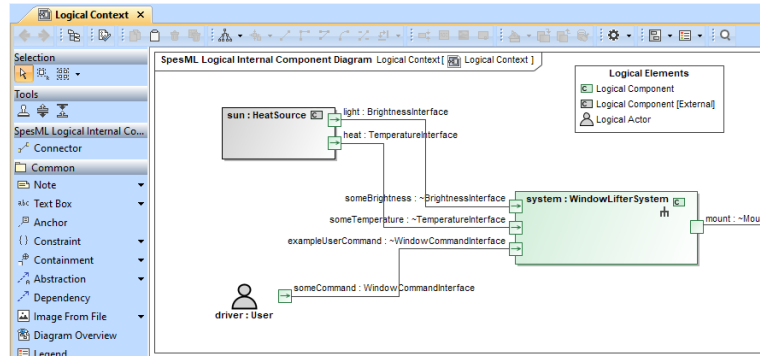 Logical Context
Selection
Tools
SpesML Logical Internal Co...
Connector
Common
Note
abc Text Box
Anchor
{} Constraint
Containment
Abstraction
Dependency
Image From File
Diagram Overview
Legend
SpesML Logical Internal Component Diagram Logical Context [ Logical Context ]
Logical Elements
C Logical Component
C Logical Component [External]
Logical Actor
sun : HeatSource C
light : BrightnessInterface
heat : TemperatureInterface
someBrightness : ~BrightnessInterface
system : WindowLifterSystem C
someTemperature : ~TemperatureInterface
mount : ~Mou
exampleUserCommand : ~WindowCommandInterface
someCommand : WindowCommandInterface
driver : User